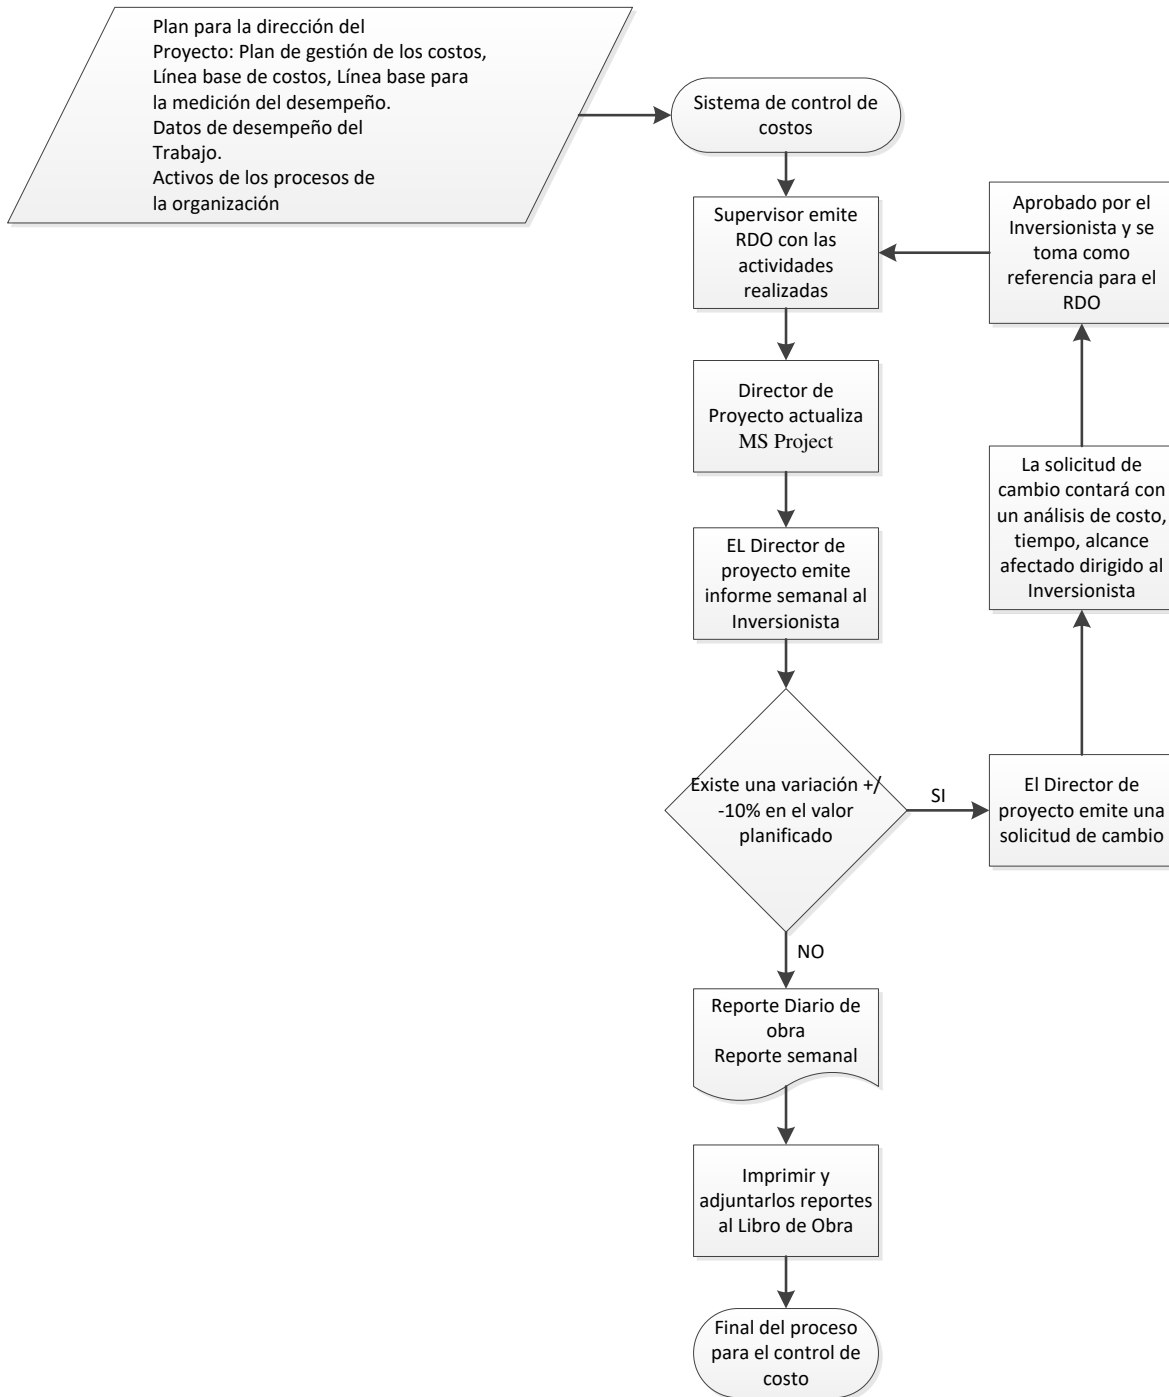 Plan para la dirección del
Proyecto: Plan de gestión de los costos,
Línea base de costos, Línea base para
la medición del desempeño.
Datos de desempeño del
Trabajo.
Activos de los procesos de
la organización
Sistema de control de
costos
Supervisor emite
RDO con las
actividades
realizadas
Aprobado por el
Inversionista y se
toma como
referencia para el
RDO
Director de
Proyecto actualiza
MS Project
La solicitud de
cambio contará con
un análisis de costo,
tiempo, alcance
afectado dirigido al
Inversionista
EL Director de
proyecto emite
informe semanal al
Inversionista
Existe una variación +/
-10% en el valor
planificado
SI
El Director de
proyecto emite una
solicitud de cambio
NO
Reporte Diario de
obra
Reporte semanal
Imprimir y
adjuntarlos reportes
al Libro de Obra
Final del proceso
para el control de
costo